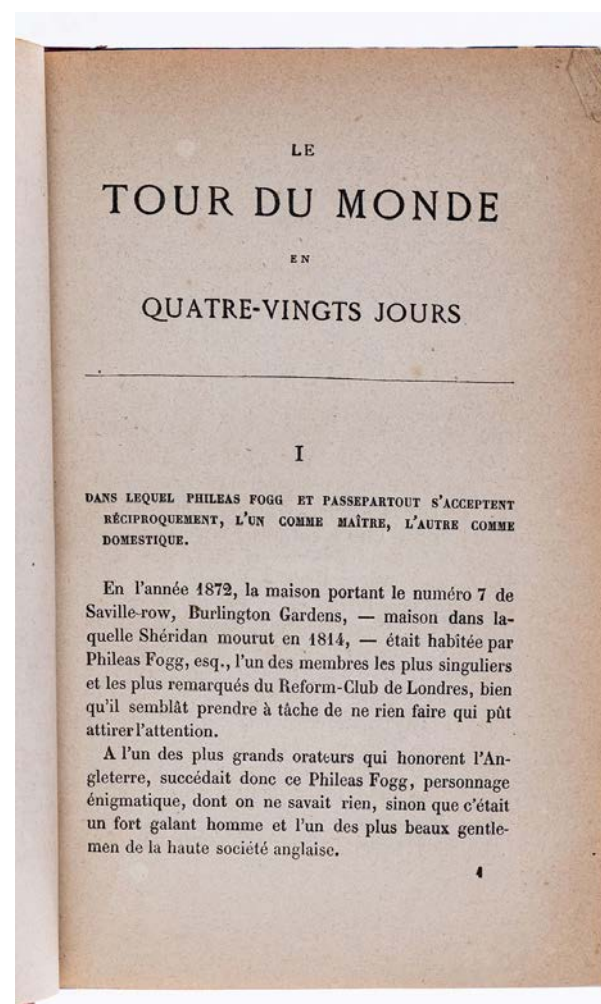 LE
TOUR DU MONDE
EN
QUATRE-VINGTS JOURS
I
DANS LEQUEL PHILEAS FOGG ET PASSEPARTOUT S'ACCEPTENT
RÉCIPROQUEMENT, L'UN COMME MAÎTRE, L'AUTRE COMME
DOMESTIQUE.
En l'année 1872, la maison portant le numéro 7 de
Saville-row, Burlington Gardens, — maison dans la-
quelle Shéridan mourut en 1814, — était habitée par
Phileas Fogg, esq., l'un des membres les plus singuliers
et les plus remarqués du Reform-Club de Londres, bien
qu'il semblât prendre à tâche de ne rien faire qui pût
attirer l'attention.
A l'un des plus grands orateurs qui honorent l'An-
gleterre, succédait donc ce Phileas Fogg, personnage
énigmatique, dont on ne savait rien, sinon que c'était
un fort galant homme et l'un des plus beaux gentle-
men de la haute société anglaise.
1